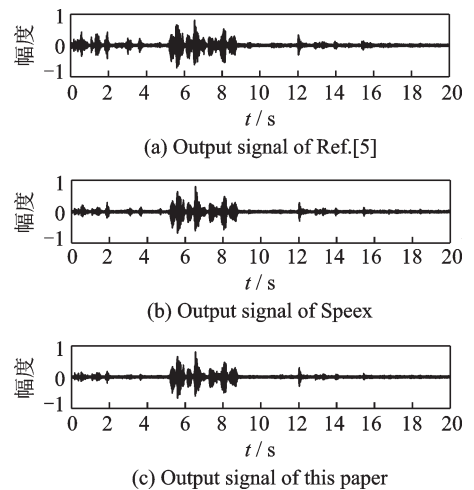 幅度
1
0
−1
0 2 4 6 8 10 12 14 16 18 20
t / s
(a) Output signal of Ref.[5]
幅度
1
0
−1
0 2 4 6 8 10 12 14 16 18 20
t / s
(b) Output signal of Speex
幅度
1
0
−1
0 2 4 6 8 10 12 14 16 18 20
t / s
(c) Output signal of this paper